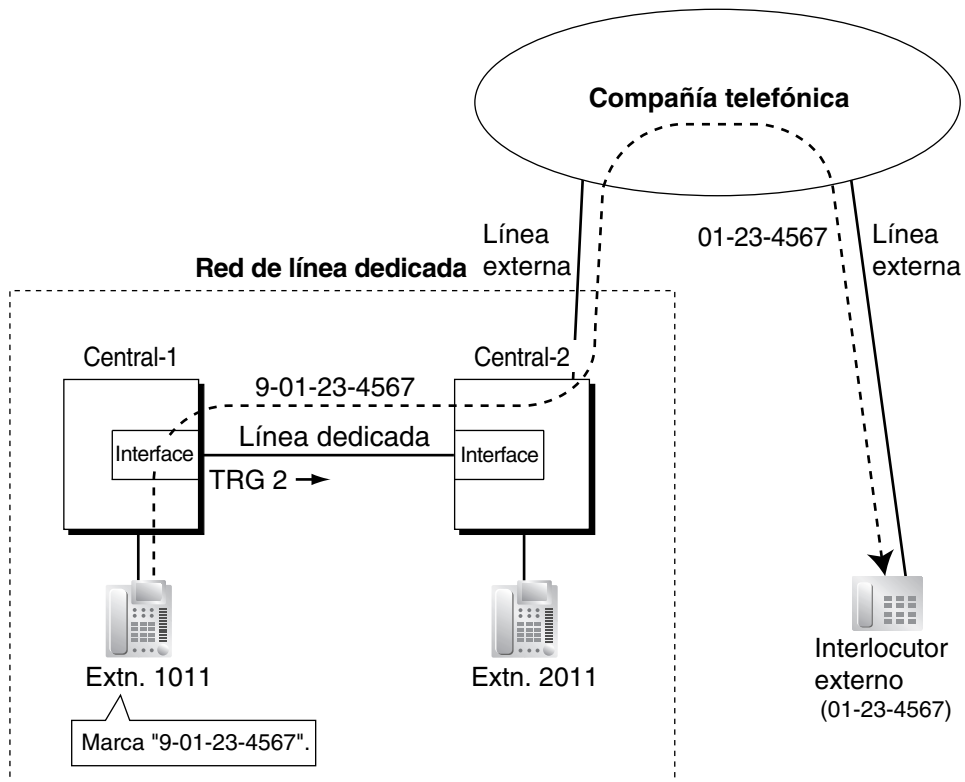 Compañía telefónica
Línea
externa
01-23-4567
Línea
externa
Red de línea dedicada
Central-1
Central-2
9-01-23-4567
Interface
Línea dedicada
Interface
TRG 2
Extn. 1011
Extn. 2011
Interlocutor
externo
(01-23-4567)
Marca "9-01-23-4567".